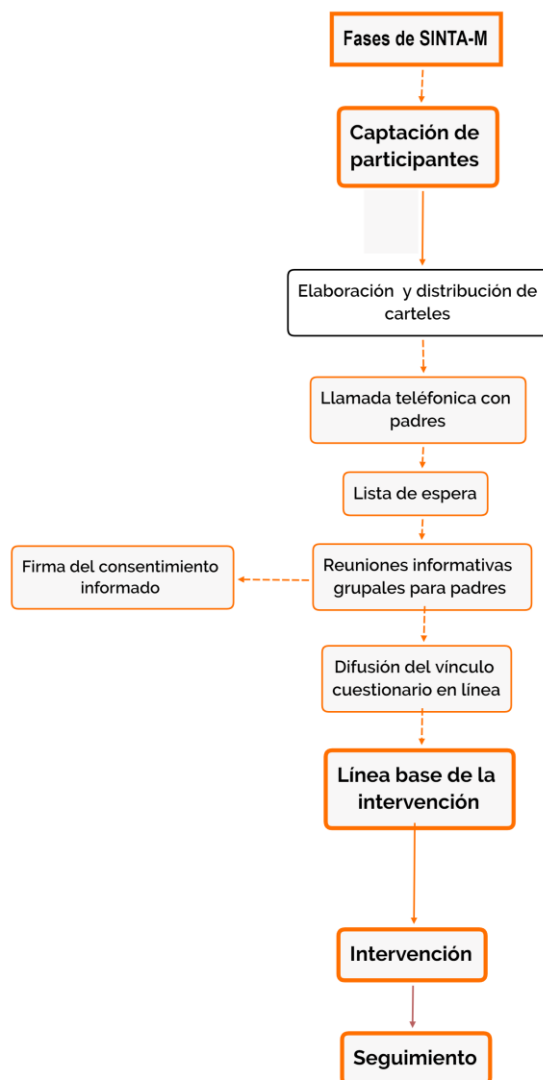 Fases de SINTA-M
Captación de
participantes
Elaboración y distribución de
carteles
Llamada teléfonica con
padres
Lista de espera
Reuniones informativas
grupales para padres
Firma del consentimiento
informado
Difusión del vínculo
cuestionario en línea
Línea base de la
intervención
Intervención
Seguimiento